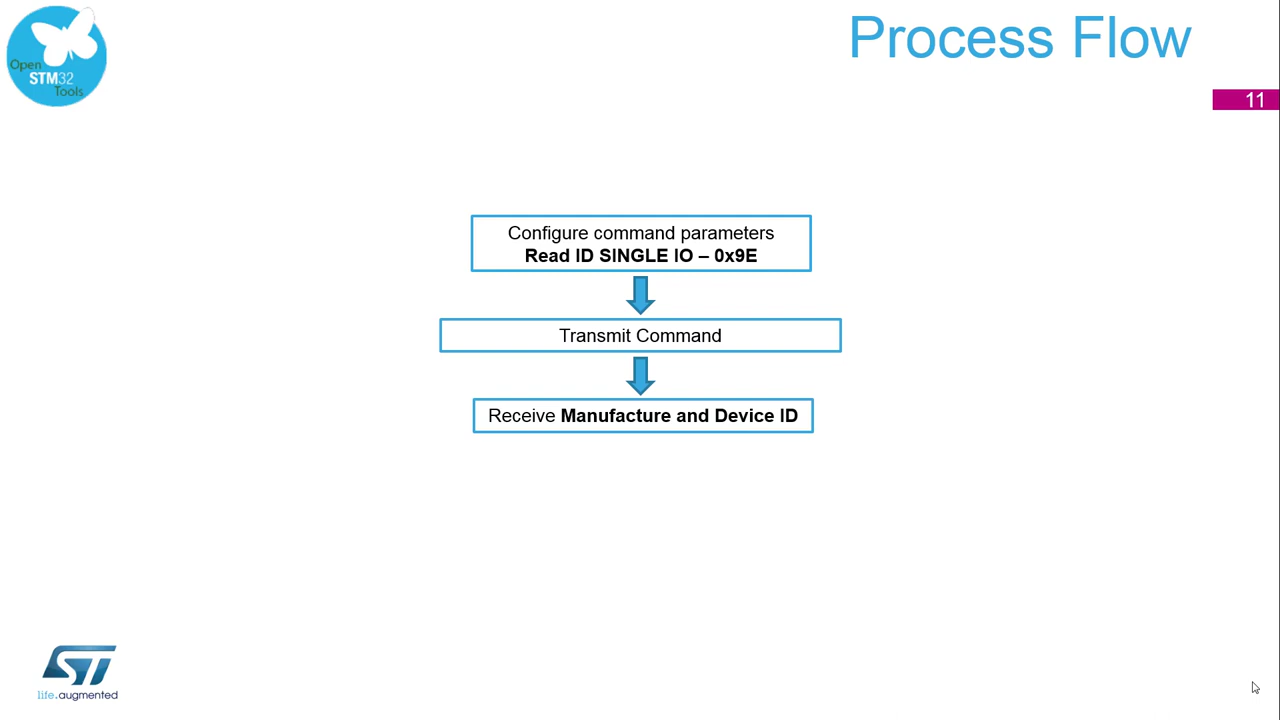 Open
STM32
Tools
Process Flow
11
Configure command parameters
Read ID SINGLE IO – 0x9E
Transmit Command
Receive Manufacture and Device ID
ST
life.augmented